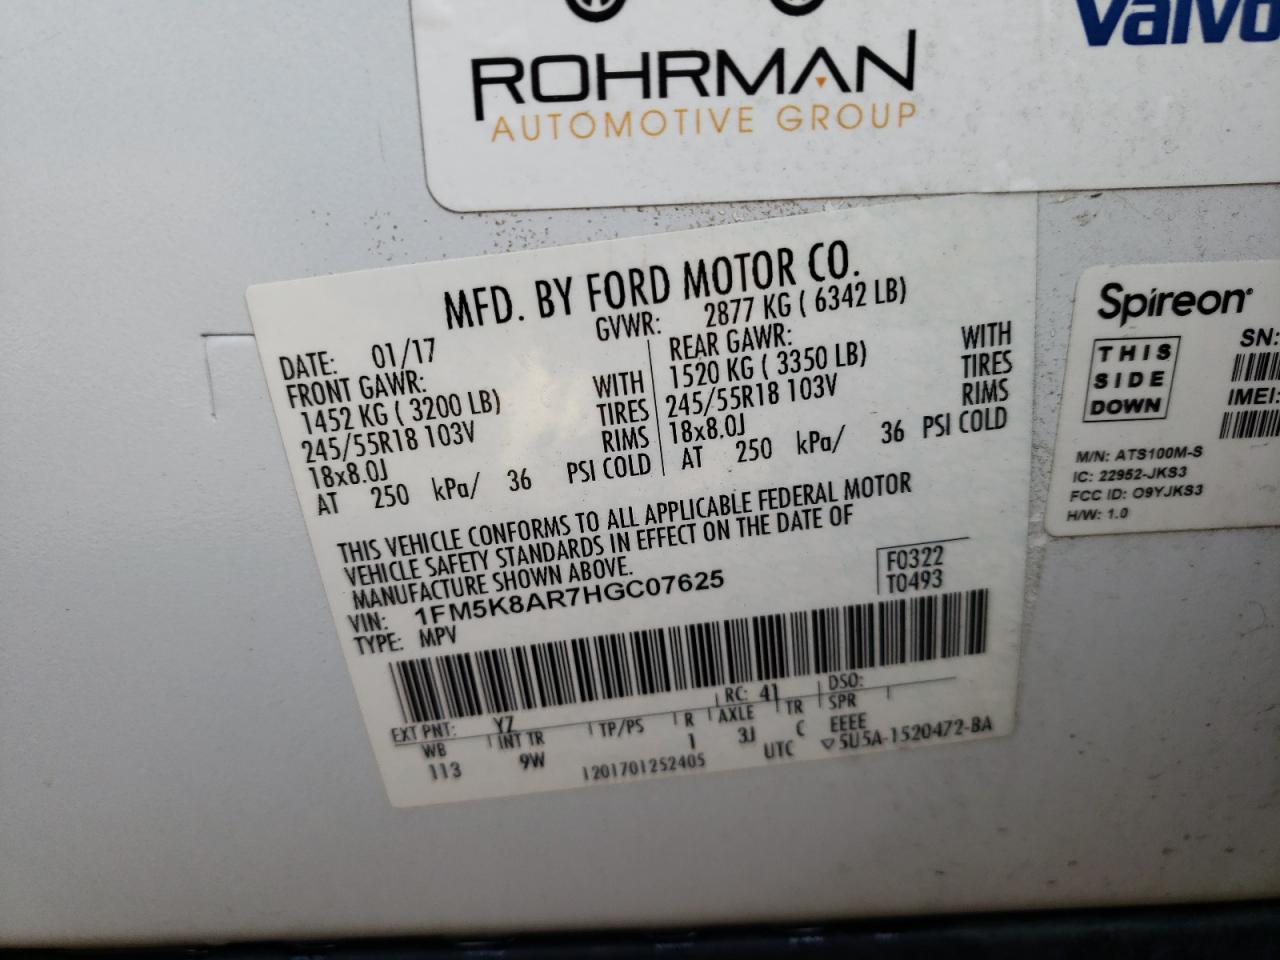 ROHRMAN
AUTOMOTIVE GROUP
MFD. BY FORD MOTOR CO.
DATE: 01/17
GVWR: 2877 KG ( 6342 LB)
FRONT GAWR:
1452 KG ( 3200 LB) WITH
245/55R18 103V TIRES
18x8.0J RIMS
AT 250 kPa/ 36 PSI COLD
REAR GAWR:
1520 KG ( 3350 LB) WITH
245/55R18 103V TIRES
18x8.0J RIMS
AT 250 kPa/ 36 PSI COLD
THIS VEHICLE CONFORMS TO ALL APPLICABLE FEDERAL MOTOR
VEHICLE SAFETY STANDARDS IN EFFECT ON THE DATE OF
MANUFACTURE SHOWN ABOVE.
F0322
T0493
VIN: 1FM5K8AR7HGC07625
TYPE: MPV
EXT PNT: YZ RC: 41 DSO:
WB INT TR TP/PS R AXLE TR SPR
113 9W 1 3J C EEEE
1201701252405 UTC ▽5U5A-1520472-BA
Spireon
THIS
SIDE
DOWN
SN:
IMEI:
M/N: ATS100M-S
IC: 22952-JKS3
FCC ID: O9YJKS3
H/W: 1.0